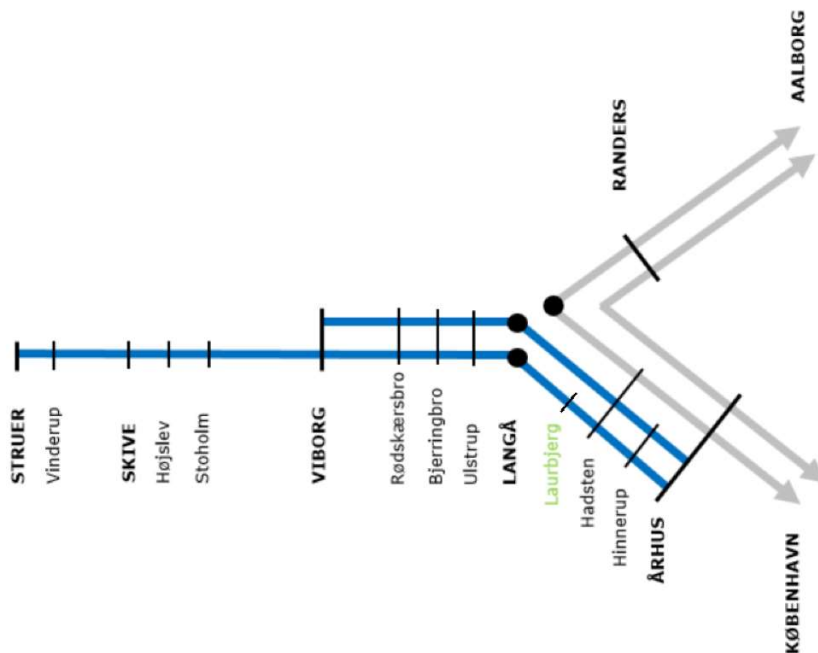 STRUER
Vinderup
SKIVE
Højslev
Stoholm
VIBORG
Rødskærsbro
Bjerringbro
Ulstrup
LANGÅ
Laurbjerg
Hadsten
Hinnerup
ÅRHUS
KØBENHAVN
RANDERS
AALBORG